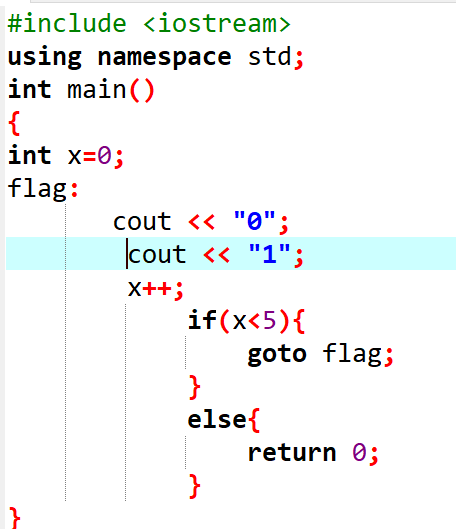 #include <iostream>
using namespace std;
int main()
{
int x=0;
flag:
cout << "0";
cout << "1";
x++;
if(x<5){
goto flag;
}
else{
return 0;
}
}